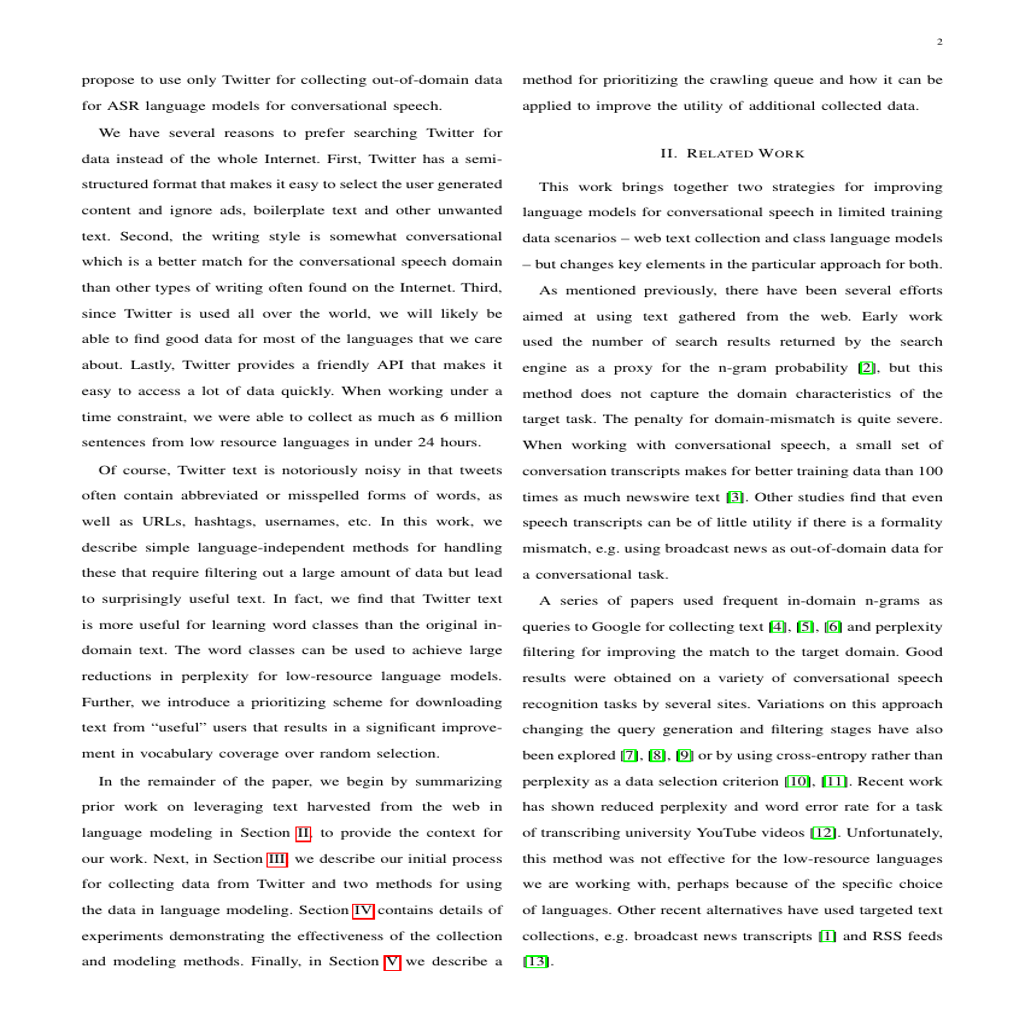 2
propose to use only Twitter for collecting out-of-domain data
for ASR language models for conversational speech.
We have several reasons to prefer searching Twitter for
data instead of the whole Internet. First, Twitter has a semi-
structured format that makes it easy to select the user generated
content and ignore ads, boilerplate text and other unwanted
text. Second, the writing style is somewhat conversational
which is a better match for the conversational speech domain
than other types of writing often found on the Internet. Third,
since Twitter is used all over the world, we will likely be
able to find good data for most of the languages that we care
about. Lastly, Twitter provides a friendly API that makes it
easy to access a lot of data quickly. When working under a
time constraint, we were able to collect as much as 6 million
sentences from low resource languages in under 24 hours.
Of course, Twitter text is notoriously noisy in that tweets
often contain abbreviated or misspelled forms of words, as
well as URLs, hashtags, usernames, etc. In this work, we
describe simple language-independent methods for handling
these that require filtering out a large amount of data but lead
to surprisingly useful text. In fact, we find that Twitter text
is more useful for learning word classes than the original in-
domain text. The word classes can be used to achieve large
reductions in perplexity for low-resource language models.
Further, we introduce a prioritizing scheme for downloading
text from “useful” users that results in a significant improve-
ment in vocabulary coverage over random selection.
In the remainder of the paper, we begin by summarizing
prior work on leveraging text harvested from the web in
language modeling in Section II, to provide the context for
our work. Next, in Section III, we describe our initial process
for collecting data from Twitter and two methods for using
the data in language modeling. Section IV contains details of
experiments demonstrating the effectiveness of the collection
and modeling methods. Finally, in Section V we describe a
method for prioritizing the crawling queue and how it can be
applied to improve the utility of additional collected data.
II. RELATED WORK
This work brings together two strategies for improving
language models for conversational speech in limited training
data scenarios – web text collection and class language models
– but changes key elements in the particular approach for both.
As mentioned previously, there have been several efforts
aimed at using text gathered from the web. Early work
used the number of search results returned by the search
engine as a proxy for the n-gram probability [2], but this
method does not capture the domain characteristics of the
target task. The penalty for domain-mismatch is quite severe.
When working with conversational speech, a small set of
conversation transcripts makes for better training data than 100
times as much newswire text [3]. Other studies find that even
speech transcripts can be of little utility if there is a formality
mismatch, e.g. using broadcast news as out-of-domain data for
a conversational task.
A series of papers used frequent in-domain n-grams as
queries to Google for collecting text [4], [5], [6] and perplexity
filtering for improving the match to the target domain. Good
results were obtained on a variety of conversational speech
recognition tasks by several sites. Variations on this approach
changing the query generation and filtering stages have also
been explored [7], [8], [9] or by using cross-entropy rather than
perplexity as a data selection criterion [10], [11]. Recent work
has shown reduced perplexity and word error rate for a task
of transcribing university YouTube videos [12]. Unfortunately,
this method was not effective for the low-resource languages
we are working with, perhaps because of the specific choice
of languages. Other recent alternatives have used targeted text
collections, e.g. broadcast news transcripts [1] and RSS feeds
[13].